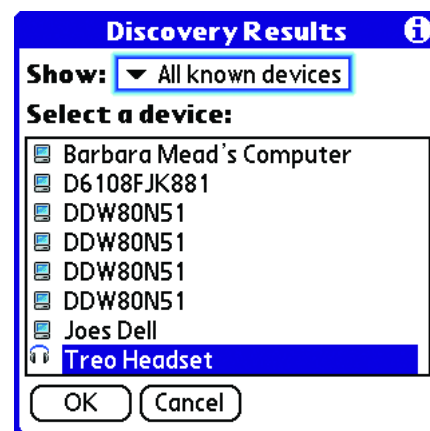 Discovery Results
Show: All known devices
Select a device:
Barbara Mead's Computer
D6108FJK881
DDW80N51
DDW80N51
DDW80N51
DDW80N51
Joes Dell
Treo Headset
OK Cancel